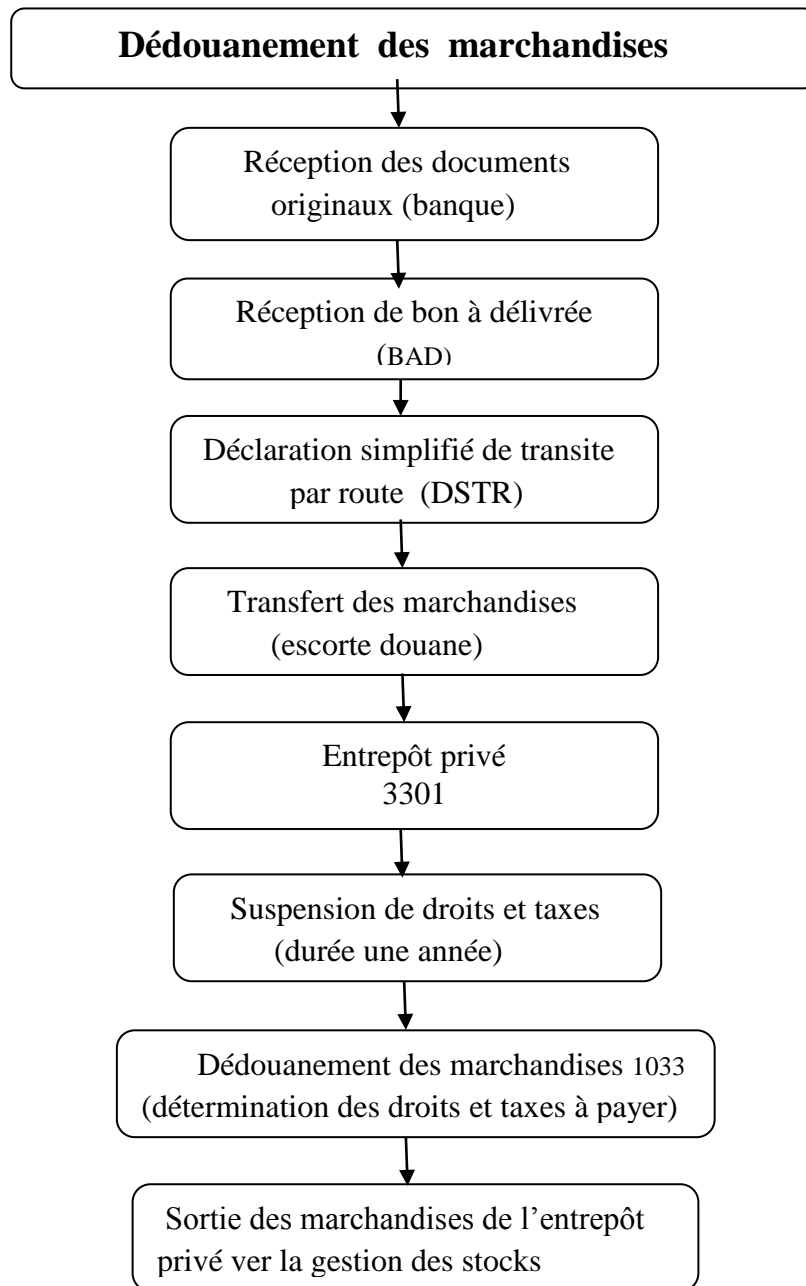 Dédouanement des marchandises
Réception des documents
originaux (banque)
Réception de bon à délivrée
(BAD)
Déclaration simplifié de transite
par route (DSTR)
Transfert des marchandises
(escorte douane)
Entrepôt privé
3301
Suspension de droits et taxes
(durée une année)
Dédouanement des marchandises 1033
(détermination des droits et taxes à payer)
Sortie des marchandises de l’entrepôt
privé ver la gestion des stocks